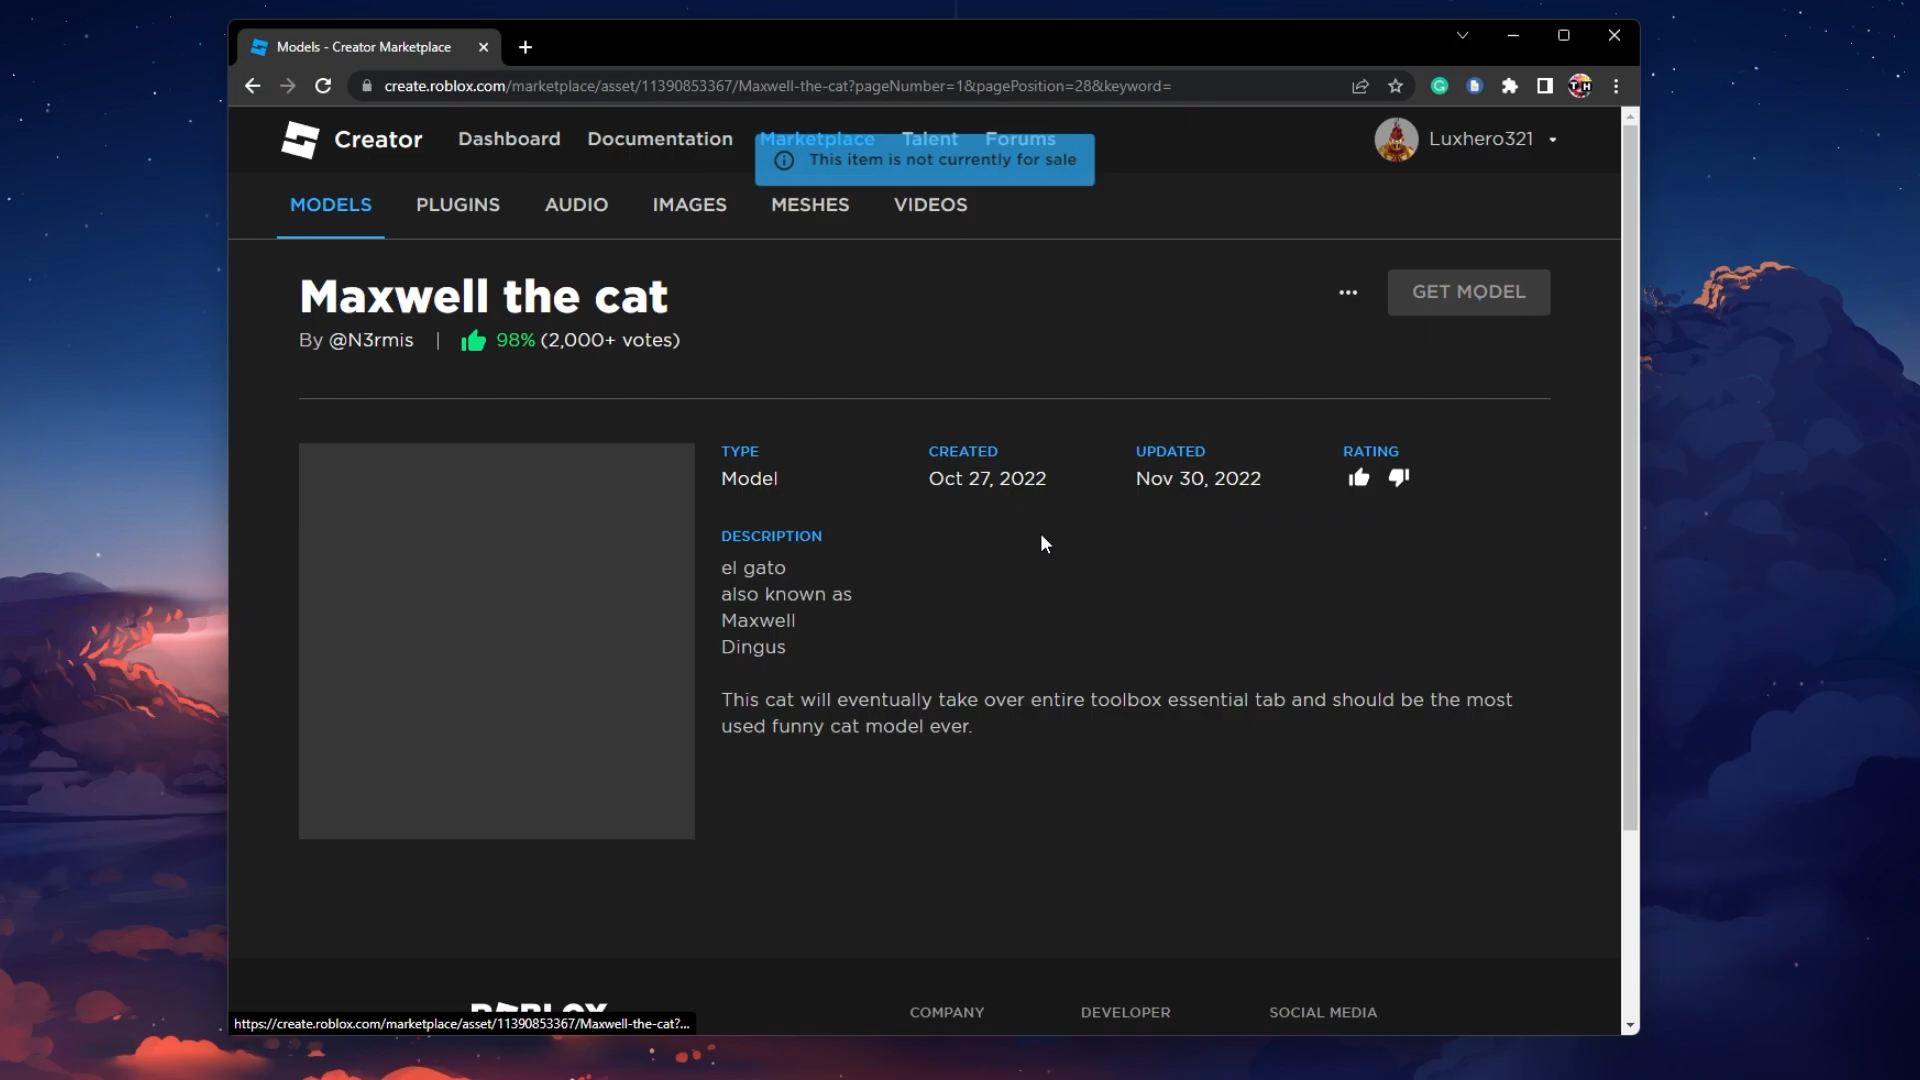 Models - Creator Marketplace
create.roblox.com/marketplace/asset/11390853367/Maxwell-the-cat?pageNumber=1&pagePosition=28&keyword=
Creator Dashboard Documentation Marketplace Talent Forums Luxhero321
This item is not currently for sale
MODELS PLUGINS AUDIO IMAGES MESHES VIDEOS
Maxwell the cat
GET MODEL
By @N3rmis | 98% (2,000+ votes)
TYPE CREATED UPDATED RATING
Model Oct 27, 2022 Nov 30, 2022
DESCRIPTION
el gato
also known as
Maxwell
Dingus
This cat will eventually take over entire toolbox essential tab and should be the most
used funny cat model ever.
ROBLOX COMPANY DEVELOPER SOCIAL MEDIA
https://create.roblox.com/marketplace/asset/11390853367/Maxwell-the-cat?...